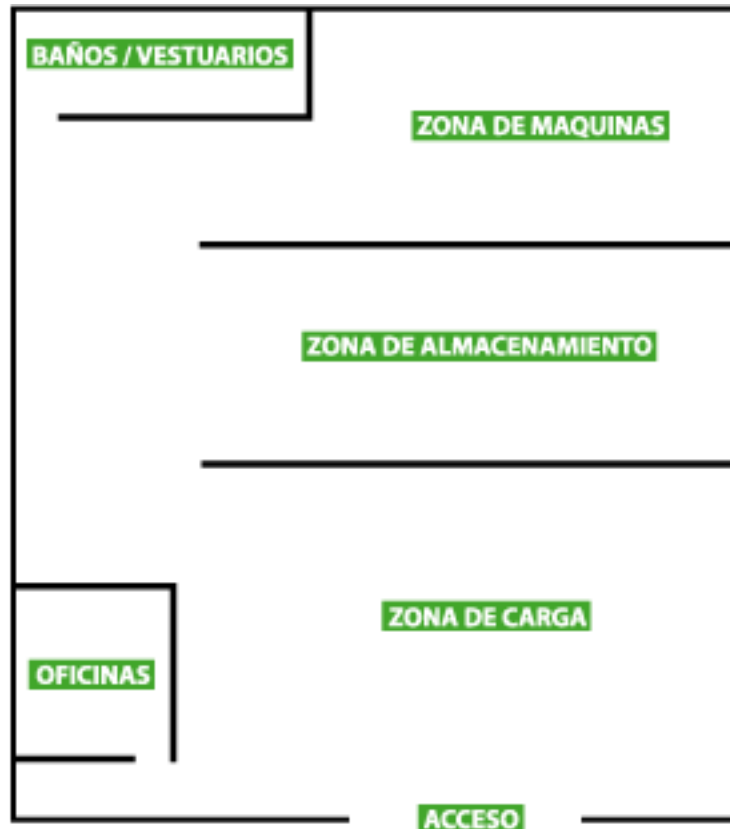 BAÑOS / VESTUARIOS
ZONA DE MAQUINAS
ZONA DE ALMACENAMIENTO
ZONA DE CARGA
OFICINAS
ACCESO